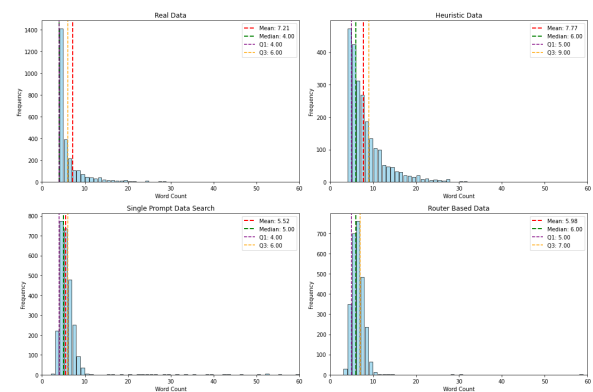 Real Data
Mean: 7.21
Median: 4.00
Q1: 4.00
Q3: 6.00
Frequency
1400
1200
1000
800
600
400
200
0
0 10 20 30 40 50 60
Word Count
Heuristic Data
Mean: 7.77
Median: 6.00
Q1: 5.00
Q3: 9.00
Frequency
400
300
200
100
0
0 10 20 30 40 50 60
Word Count
Single Prompt Data Search
Mean: 5.52
Median: 5.00
Q1: 4.00
Q3: 6.00
Frequency
800
700
600
500
400
300
200
100
0
0 10 20 30 40 50 60
Word Count
Router Based Data
Mean: 5.98
Median: 6.00
Q1: 5.00
Q3: 7.00
Frequency
700
600
500
400
300
200
100
0
0 10 20 30 40 50 60
Word Count